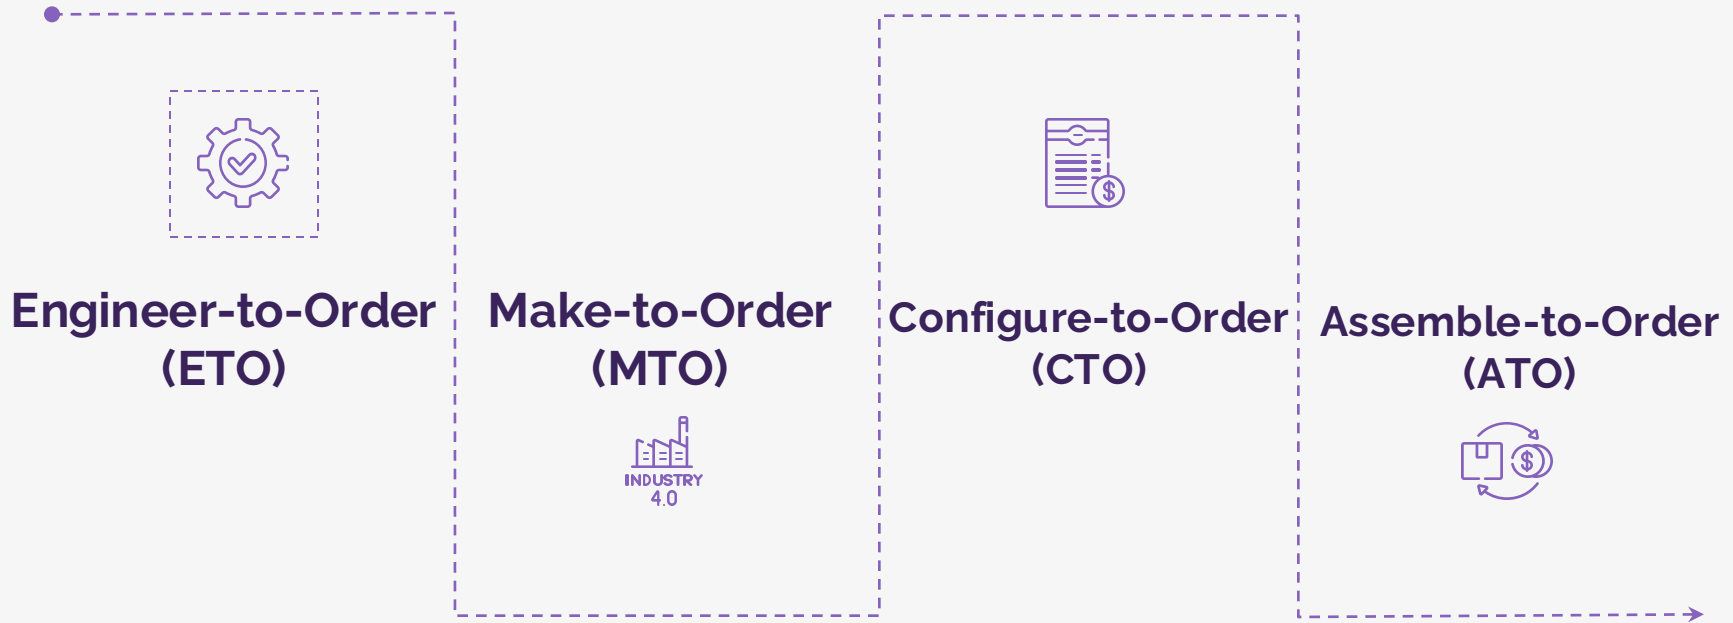 Engineer-to-Order
(ETO)
Make-to-Order
(MTO)
INDUSTRY
4.0
Configure-to-Order
(CTO)
$
Assemble-to-Order
(ATO)
$